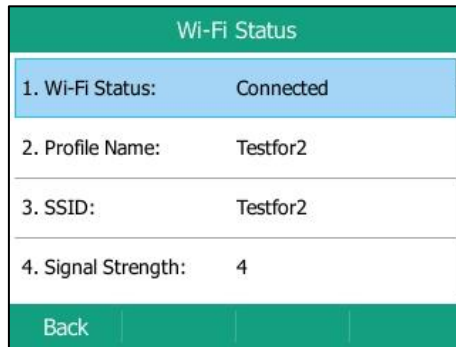 Wi-Fi Status
1. Wi-Fi Status: Connected
2. Profile Name: Testfor2
3. SSID: Testfor2
4. Signal Strength: 4
Back